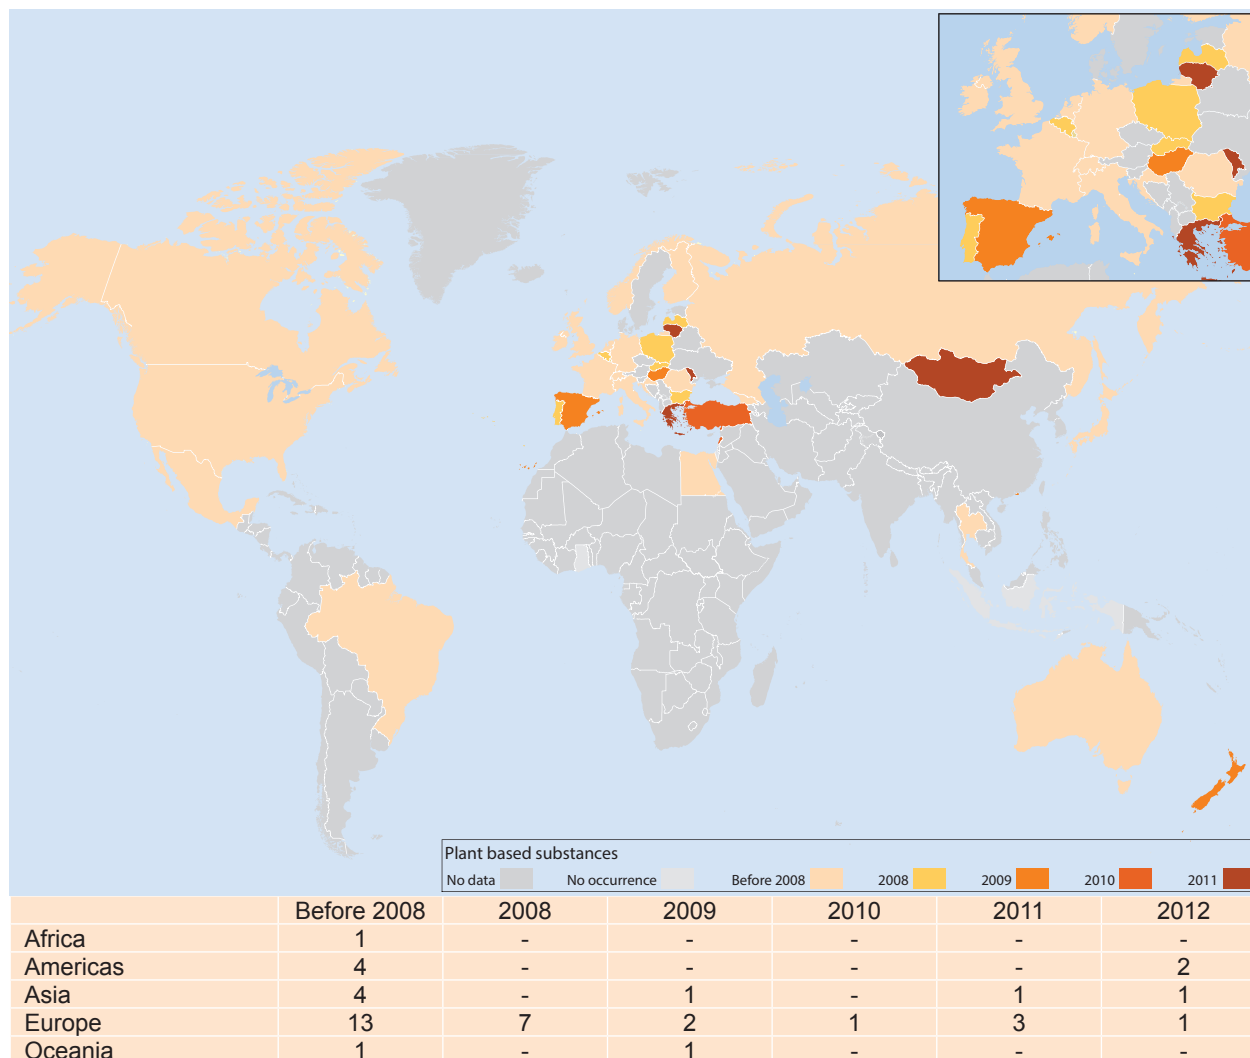 Plant based substances
No data No occurrence Before 2008 2008 2009 2010 2011
Before 2008 2008 2009 2010 2011 2012
Africa 1 - - - - -
Americas 4 - - - - 2
Asia 4 - 1 - 1 1
Europe 13 7 2 1 3 1
Oceania 1 - 1 - - -